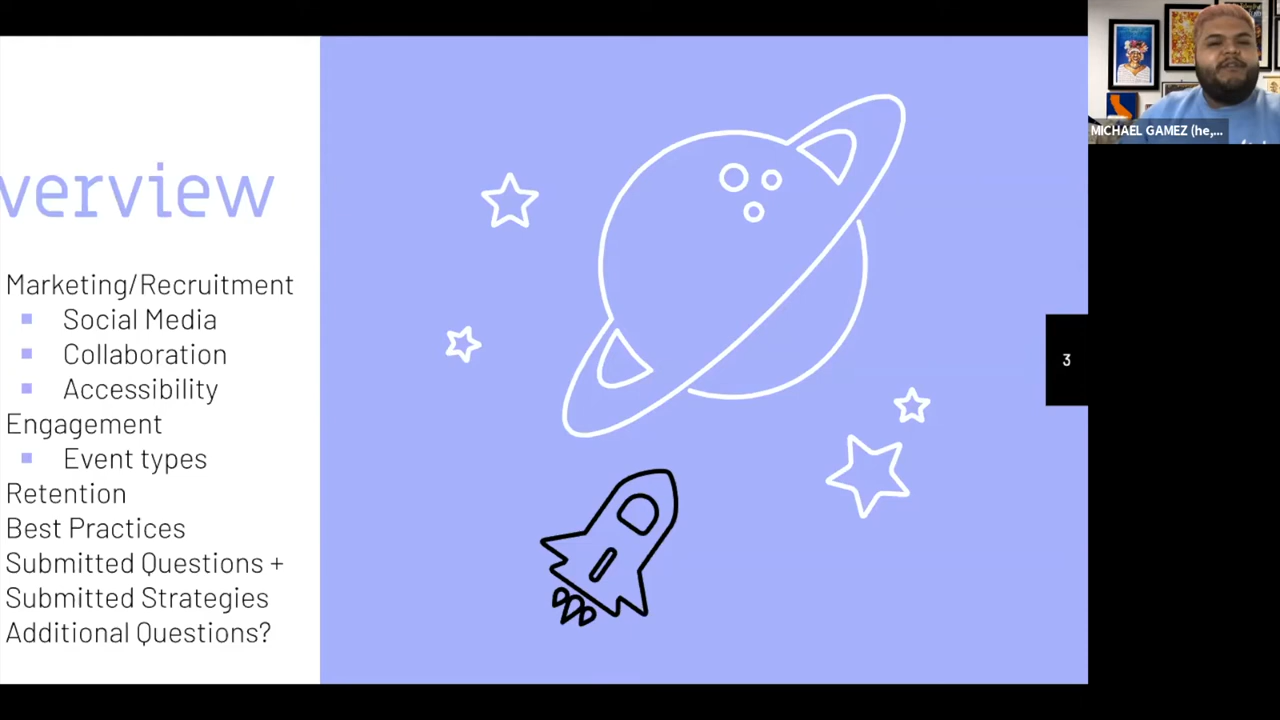 verview
Marketing/Recruitment
Social Media
Collaboration
Accessibility
Engagement
Event types
Retention
Best Practices
Submitted Questions +
Submitted Strategies
Additional Questions?
3
MICHAEL GAMEZ (he,...